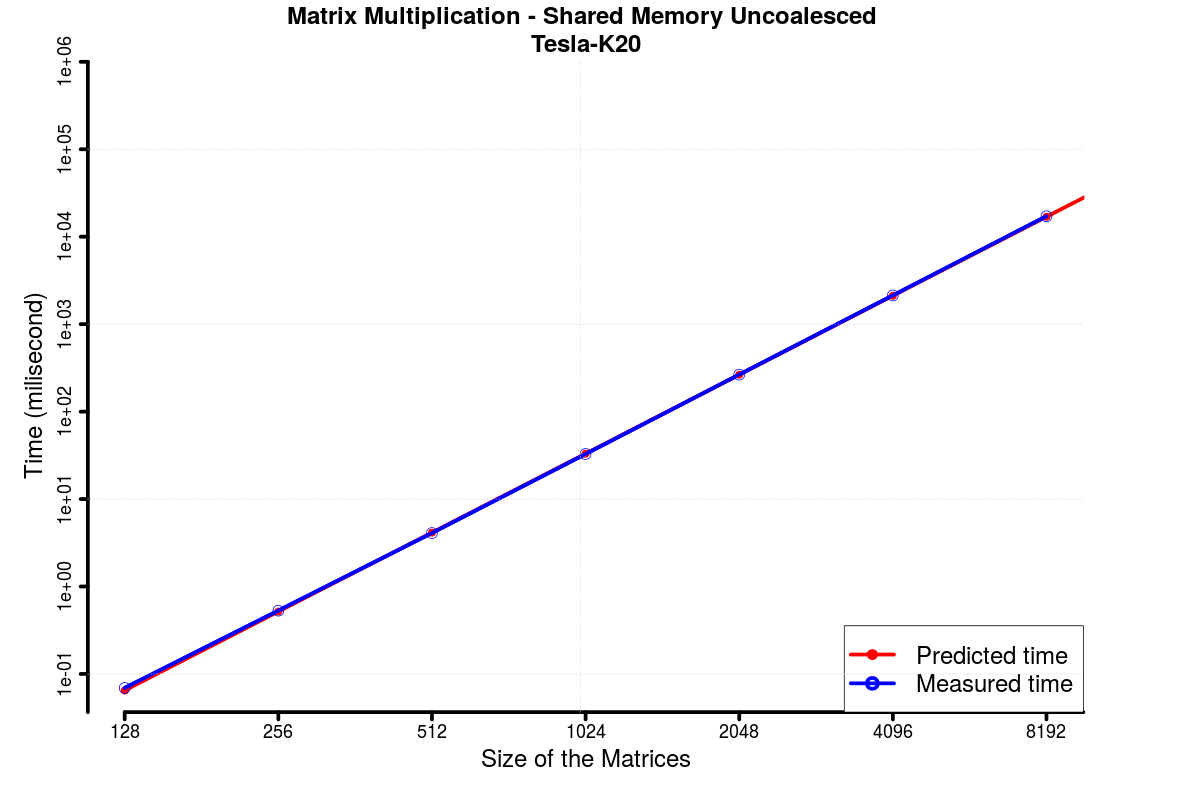 Matrix Multiplication - Shared Memory Uncoalesced
Tesla-K20
Time (milisecond)
1e+06
1e+05
1e+04
1e+03
1e+02
1e+01
1e+00
1e-01
Predicted time
Measured time
128 256 512 1024 2048 4096 8192
Size of the Matrices